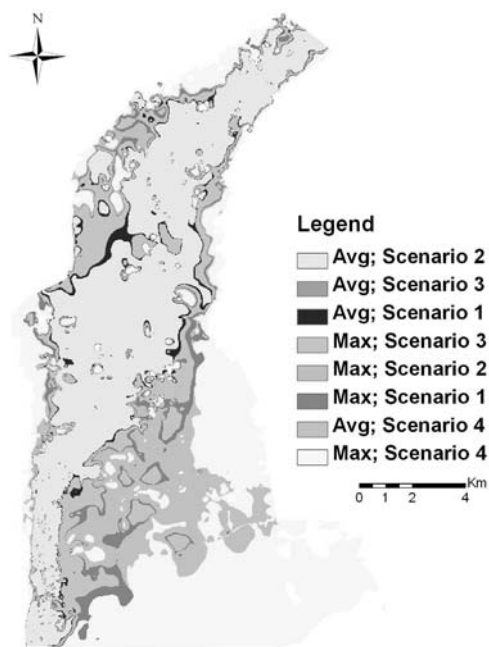 N
Legend
Avg; Scenario 2
Avg; Scenario 3
Avg; Scenario 1
Max; Scenario 3
Max; Scenario 2
Max; Scenario 1
Avg; Scenario 4
Max; Scenario 4
Km
0 1 2 4